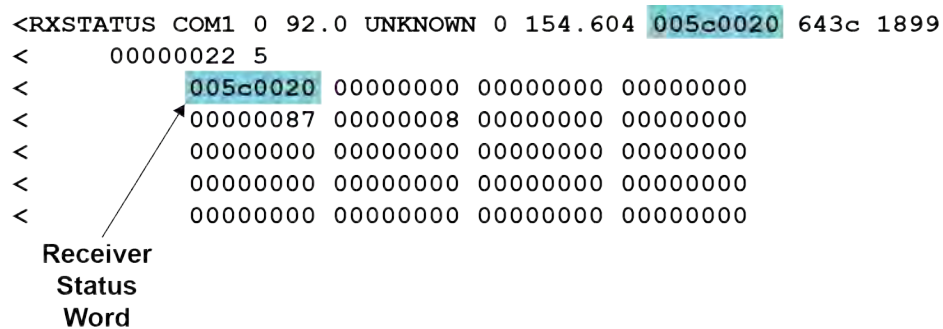 <RXSTATUS COM1 0 92.0 UNKNOWN 0 154.604 005c0020 643c 1899
< 00000022 5
< 005c0020 00000000 00000000 00000000
< 00000087 00000008 00000000 00000000
< 00000000 00000000 00000000 00000000
< 00000000 00000000 00000000 00000000
< 00000000 00000000 00000000 00000000
Receiver
Status
Word